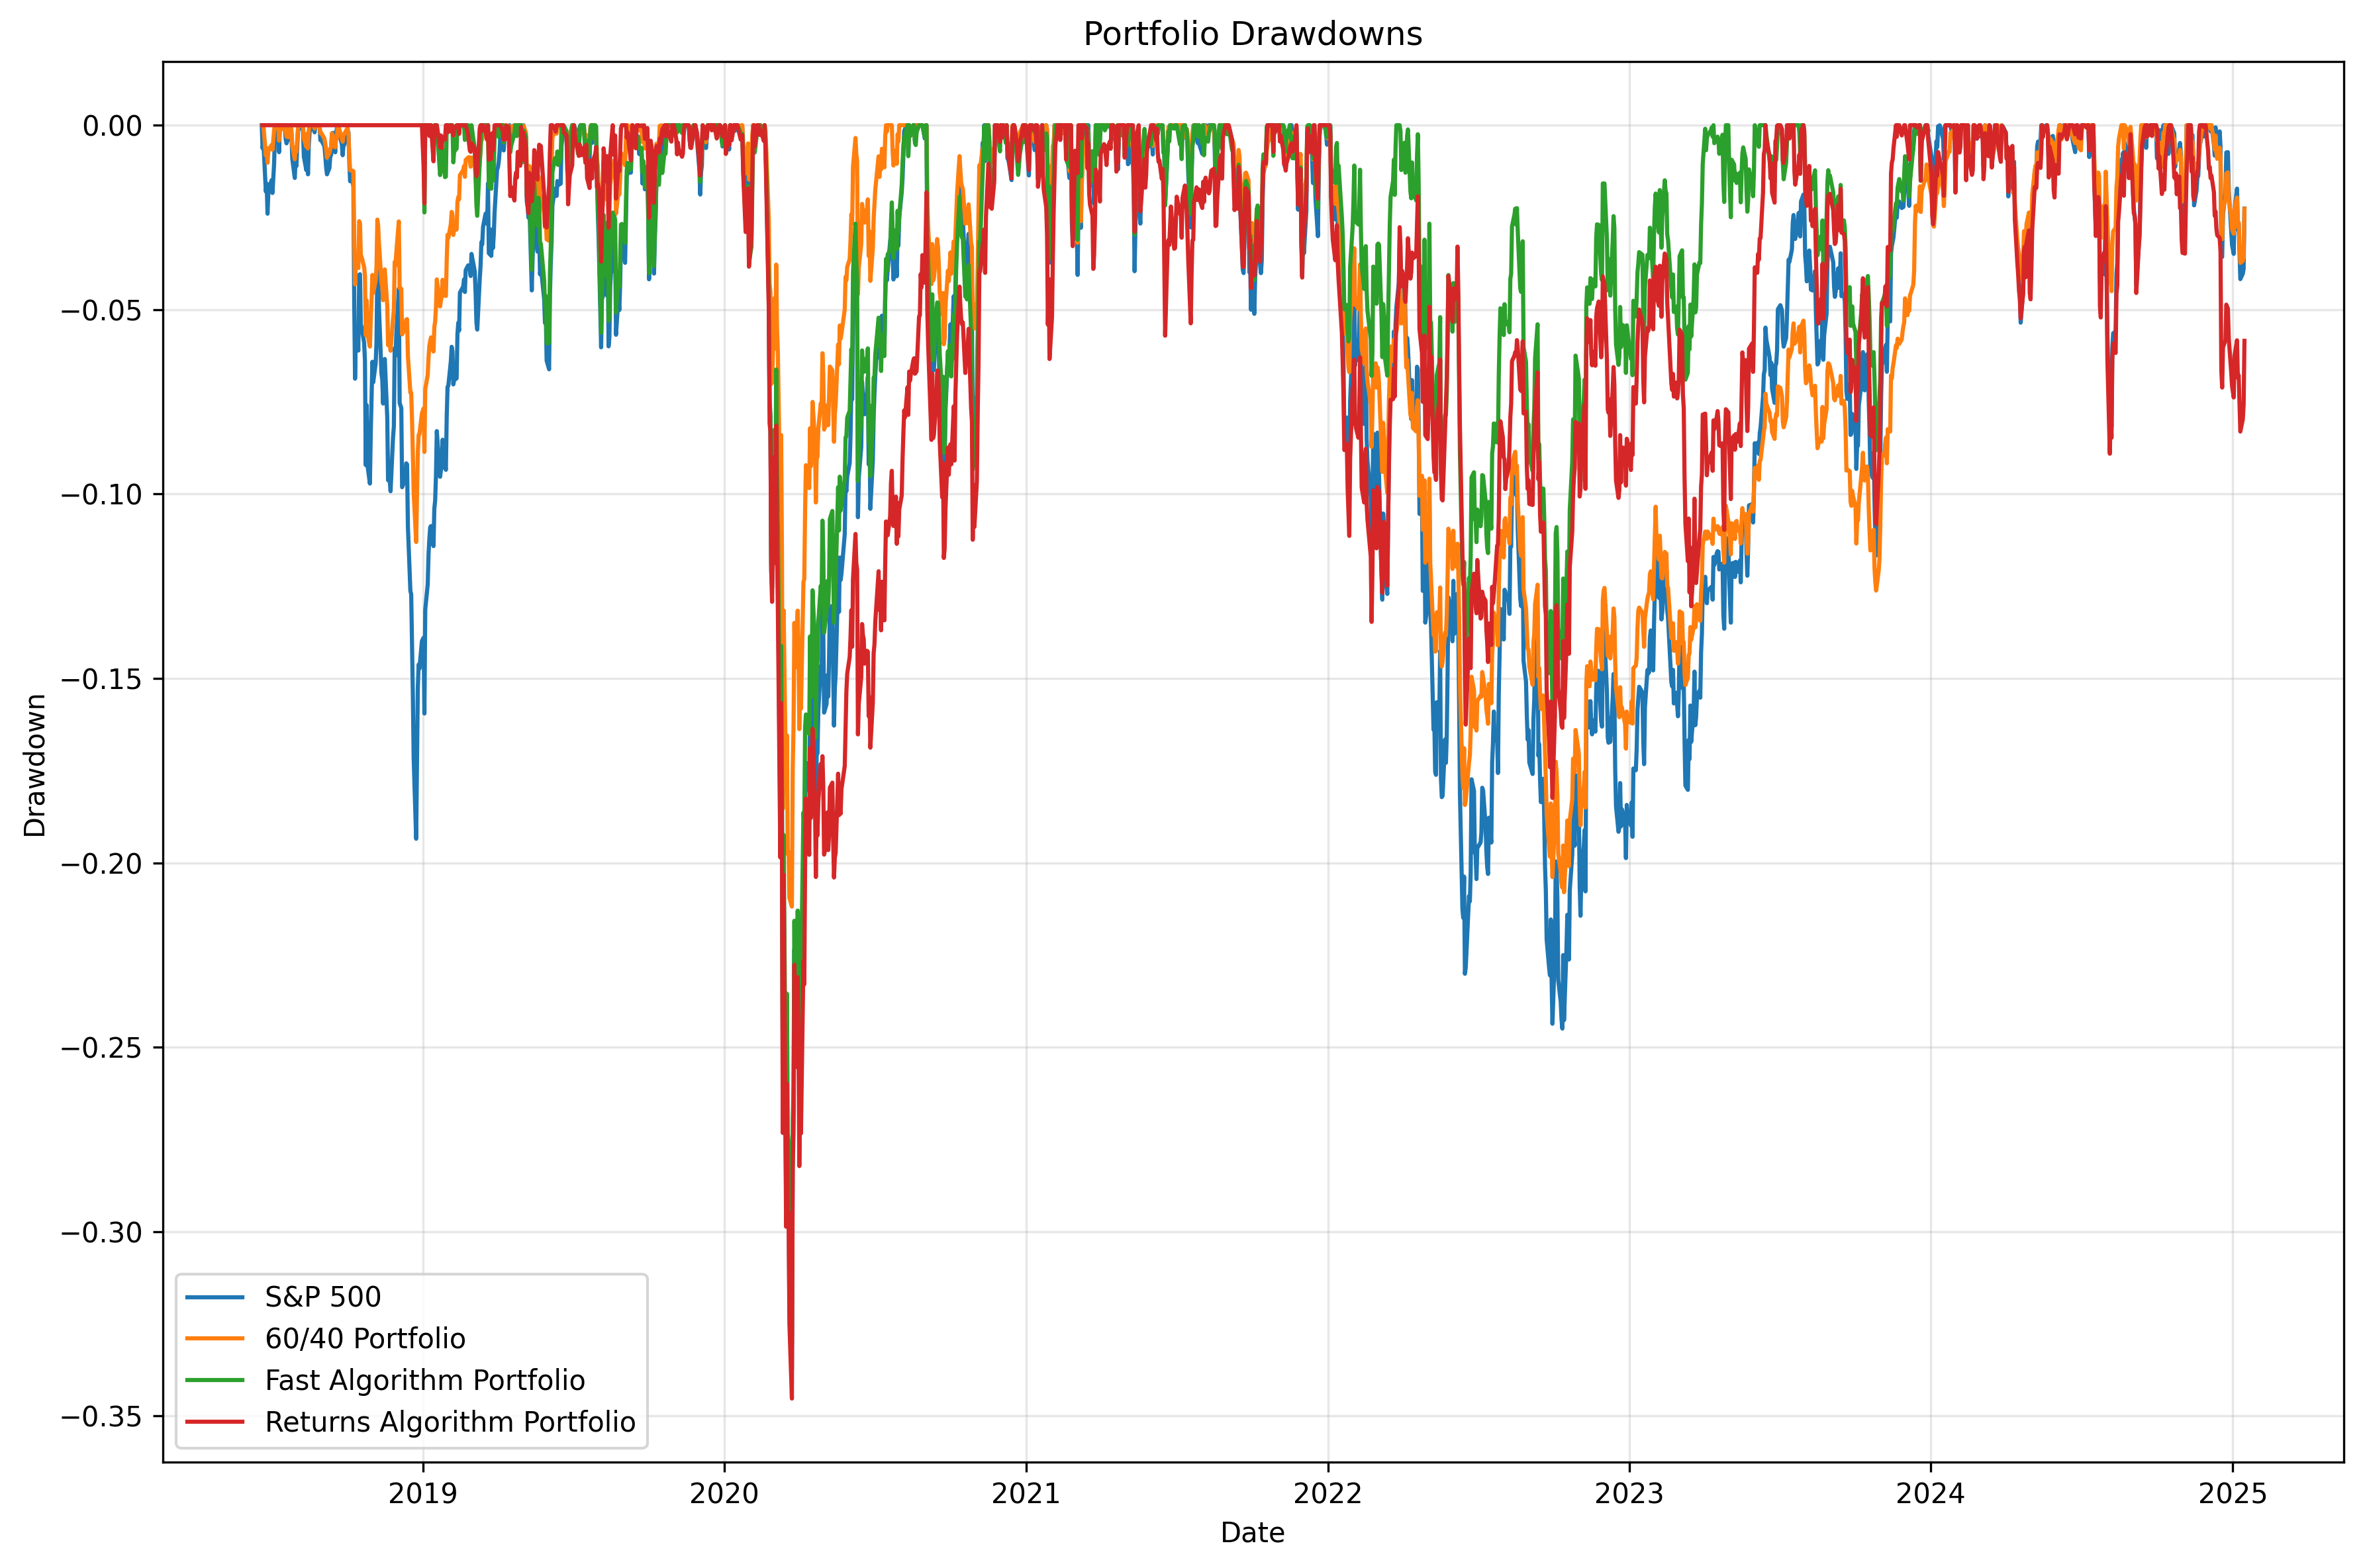 Portfolio Drawdowns
0.00
−0.05
−0.10
−0.15
−0.20
−0.25
−0.30
−0.35
Drawdown
S&P 500
60/40 Portfolio
Fast Algorithm Portfolio
Returns Algorithm Portfolio
2019 2020 2021 2022 2023 2024 2025
Date